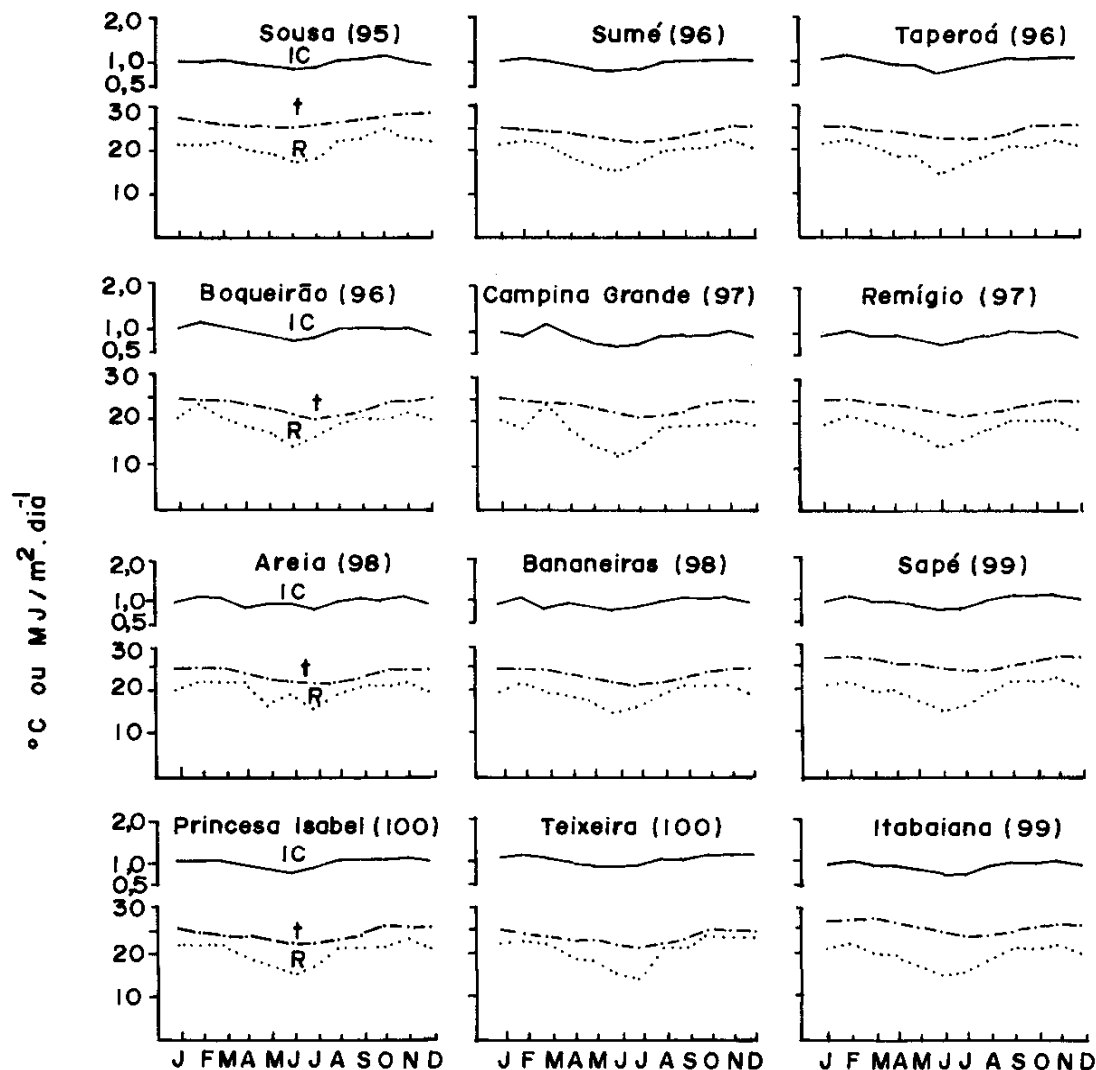 2,0
Sousa (95)
Sumé (96)
Taperoá (96)
IC
1,0
0,5
t
30
20
R
10
2,0
Boqueirão (96)
Campina Grande (97)
Remígio (97)
IC
1,0
0,5
30
t
20
R
10
°C ou MJ/m².dia⁻¹
2,0
Areia (98)
Bananeiras (98)
Sapé (99)
IC
1,0
0,5
30
t
20
R
10
2,0
Princesa Isabel (100)
Teixeira (100)
Itabaiana (99)
IC
1,0
0,5
30
t
20
R
10
J F M A M J J A S O N D
J F M A M J J A S O N D
J F M A M J J A S O N D